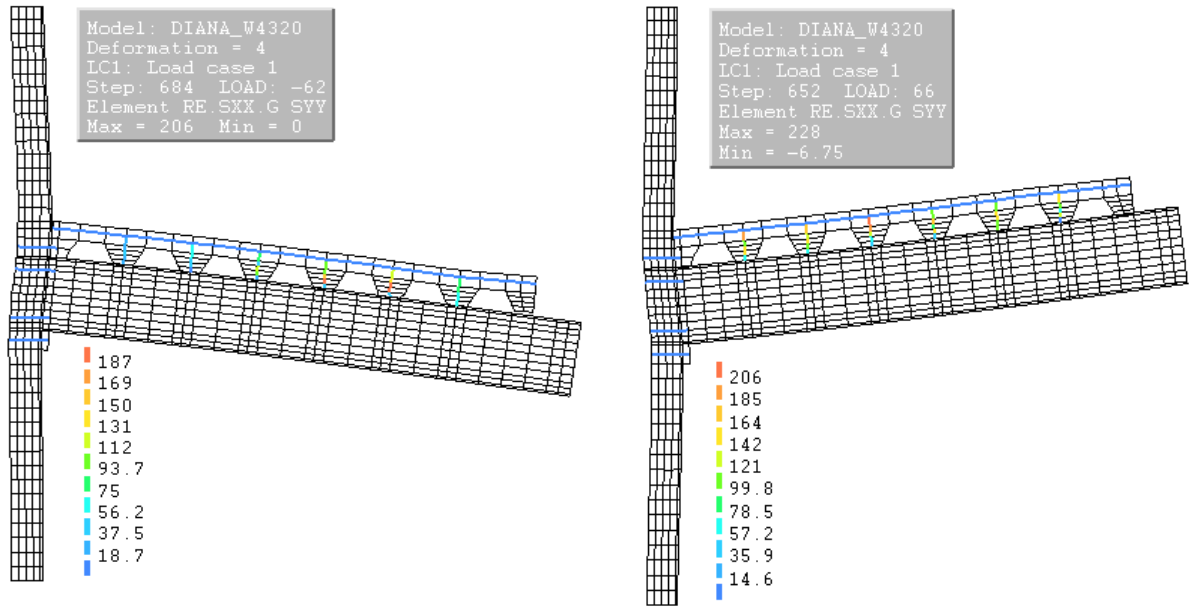 Model: DIANA_W4320
Deformation = 4
LC1: Load case 1
Step: 684 LOAD: -62
Element RE.SXX.G SYY
Max = 206 Min = 0
187
169
150
131
112
93.7
75
56.2
37.5
18.7
Model: DIANA_W4320
Deformation = 4
LC1: Load case 1
Step: 652 LOAD: 66
Element RE.SXX.G SYY
Max = 228
Min = -6.75
206
185
164
142
121
99.8
78.5
57.2
35.9
14.6